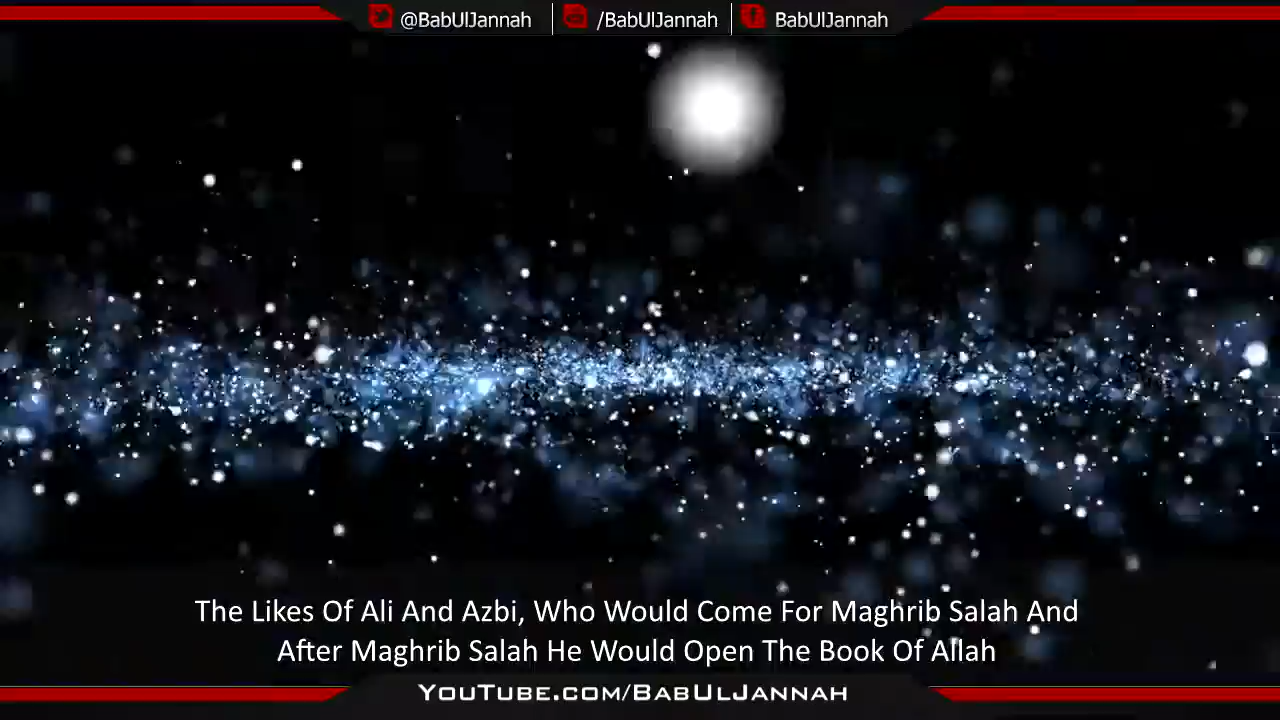 @BabUlJannah /BabUlJannah BabUlJannah
The Likes Of Ali And Azbi, Who Would Come For Maghrib Salah And
After Maghrib Salah He Would Open The Book Of Allah
YouTube.com/BabUlJannah